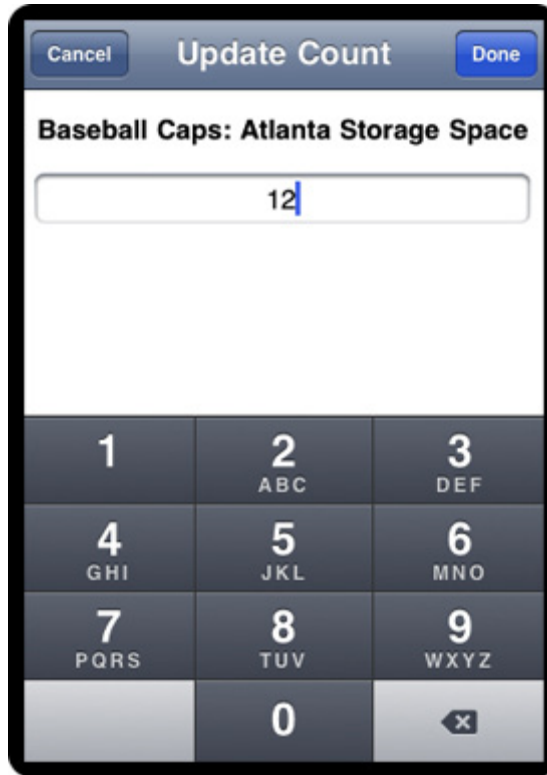 Cancel Update Count Done
Baseball Caps: Atlanta Storage Space
12
1 2 3
ABC DEF
4 5 6
GHI JKL MNO
7 8 9
PQRS TUV WXYZ
0